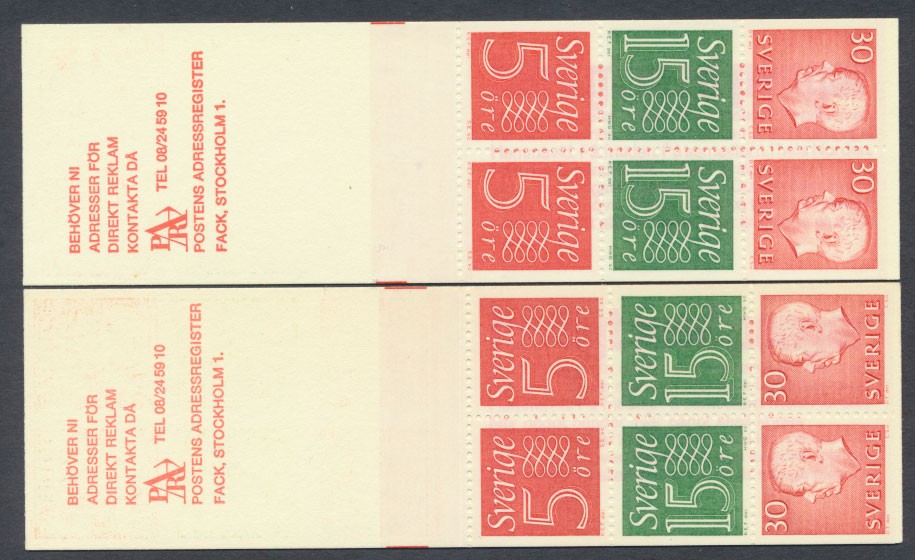 BEHÖVER NI
ADRESSER FÖR
DIREKT REKLAM
KONTAKTA DÅ
PAR TEL 08/24 59 10
POSTENS ADRESSREGISTER
FACK, STOCKHOLM 1.
Sverige
5 öre
Sverige
15 öre
30
SVERIGE
Sverige
5 öre
Sverige
15 öre
30
SVERIGE
BEHÖVER NI
ADRESSER FÖR
DIREKT REKLAM
KONTAKTA DÅ
PAR TEL 08/24 59 10
POSTENS ADRESSREGISTER
FACK, STOCKHOLM 1.
Sverige
5 öre
Sverige
15 öre
30
SVERIGE
Sverige
5 öre
Sverige
15 öre
30
SVERIGE